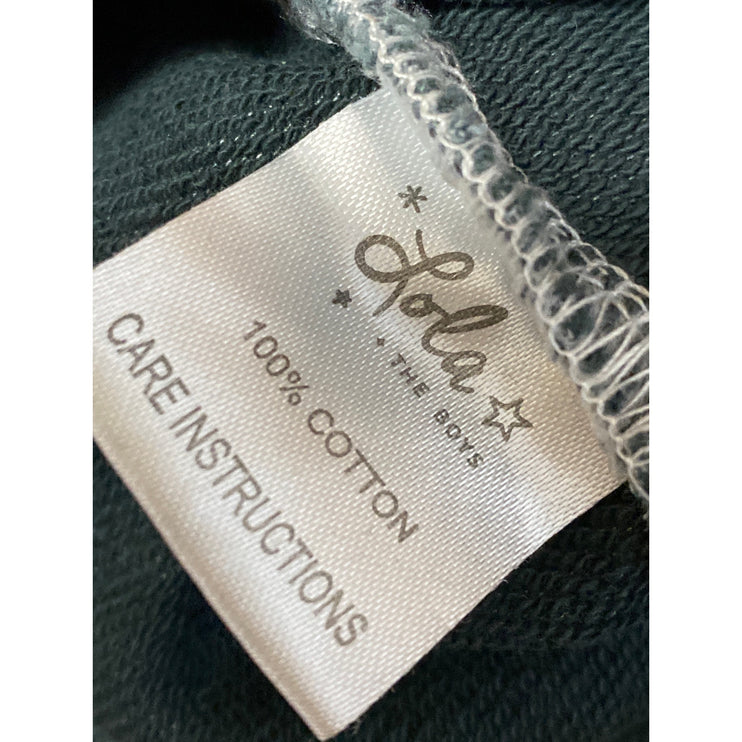 Lola
+ THE BOYS
100% COTTON
CARE INSTRUCTIONS